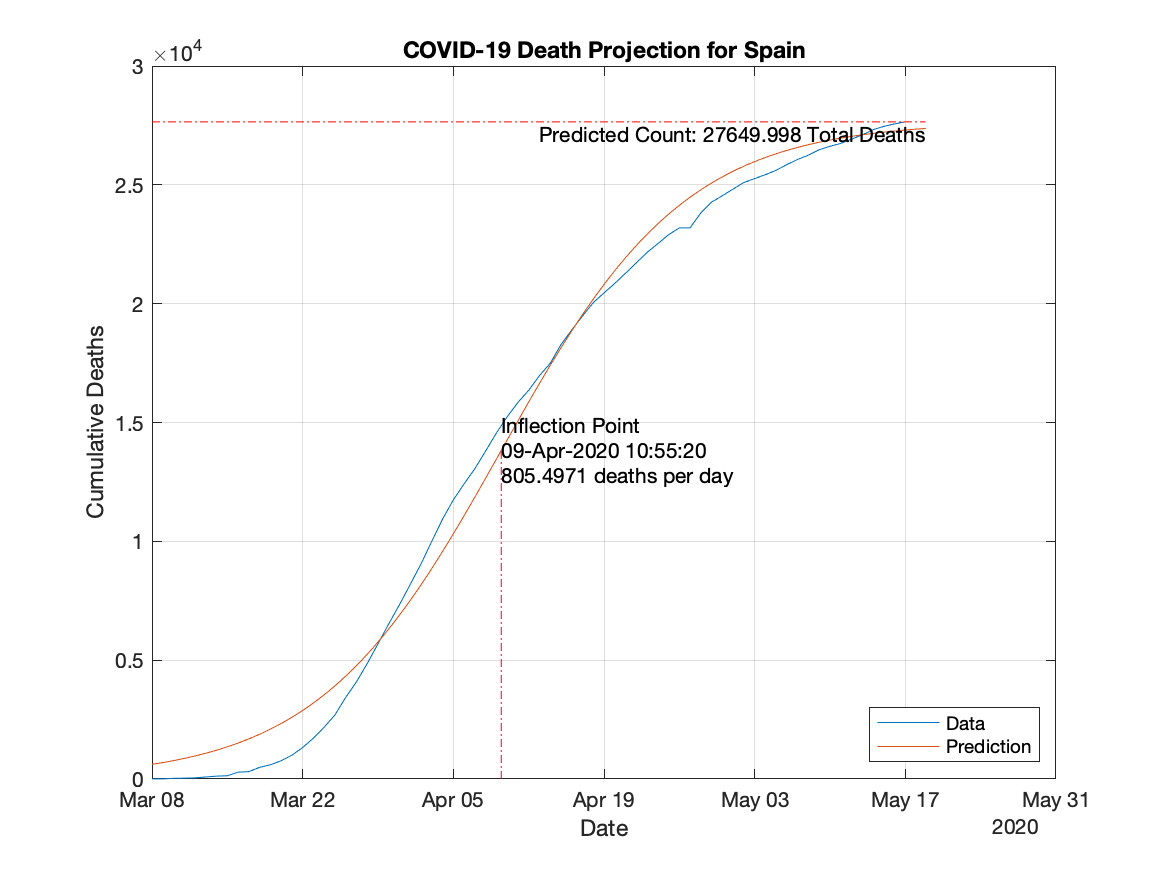 COVID-19 Death Projection for Spain
×10⁴
3
2.5
2
1.5
1
0.5
0
Cumulative Deaths
Predicted Count: 27649.998 Total Deaths
Inflection Point
09-Apr-2020 10:55:20
805.4971 deaths per day
Data
Prediction
Mar 08 Mar 22 Apr 05 Apr 19 May 03 May 17 May 31
Date
2020